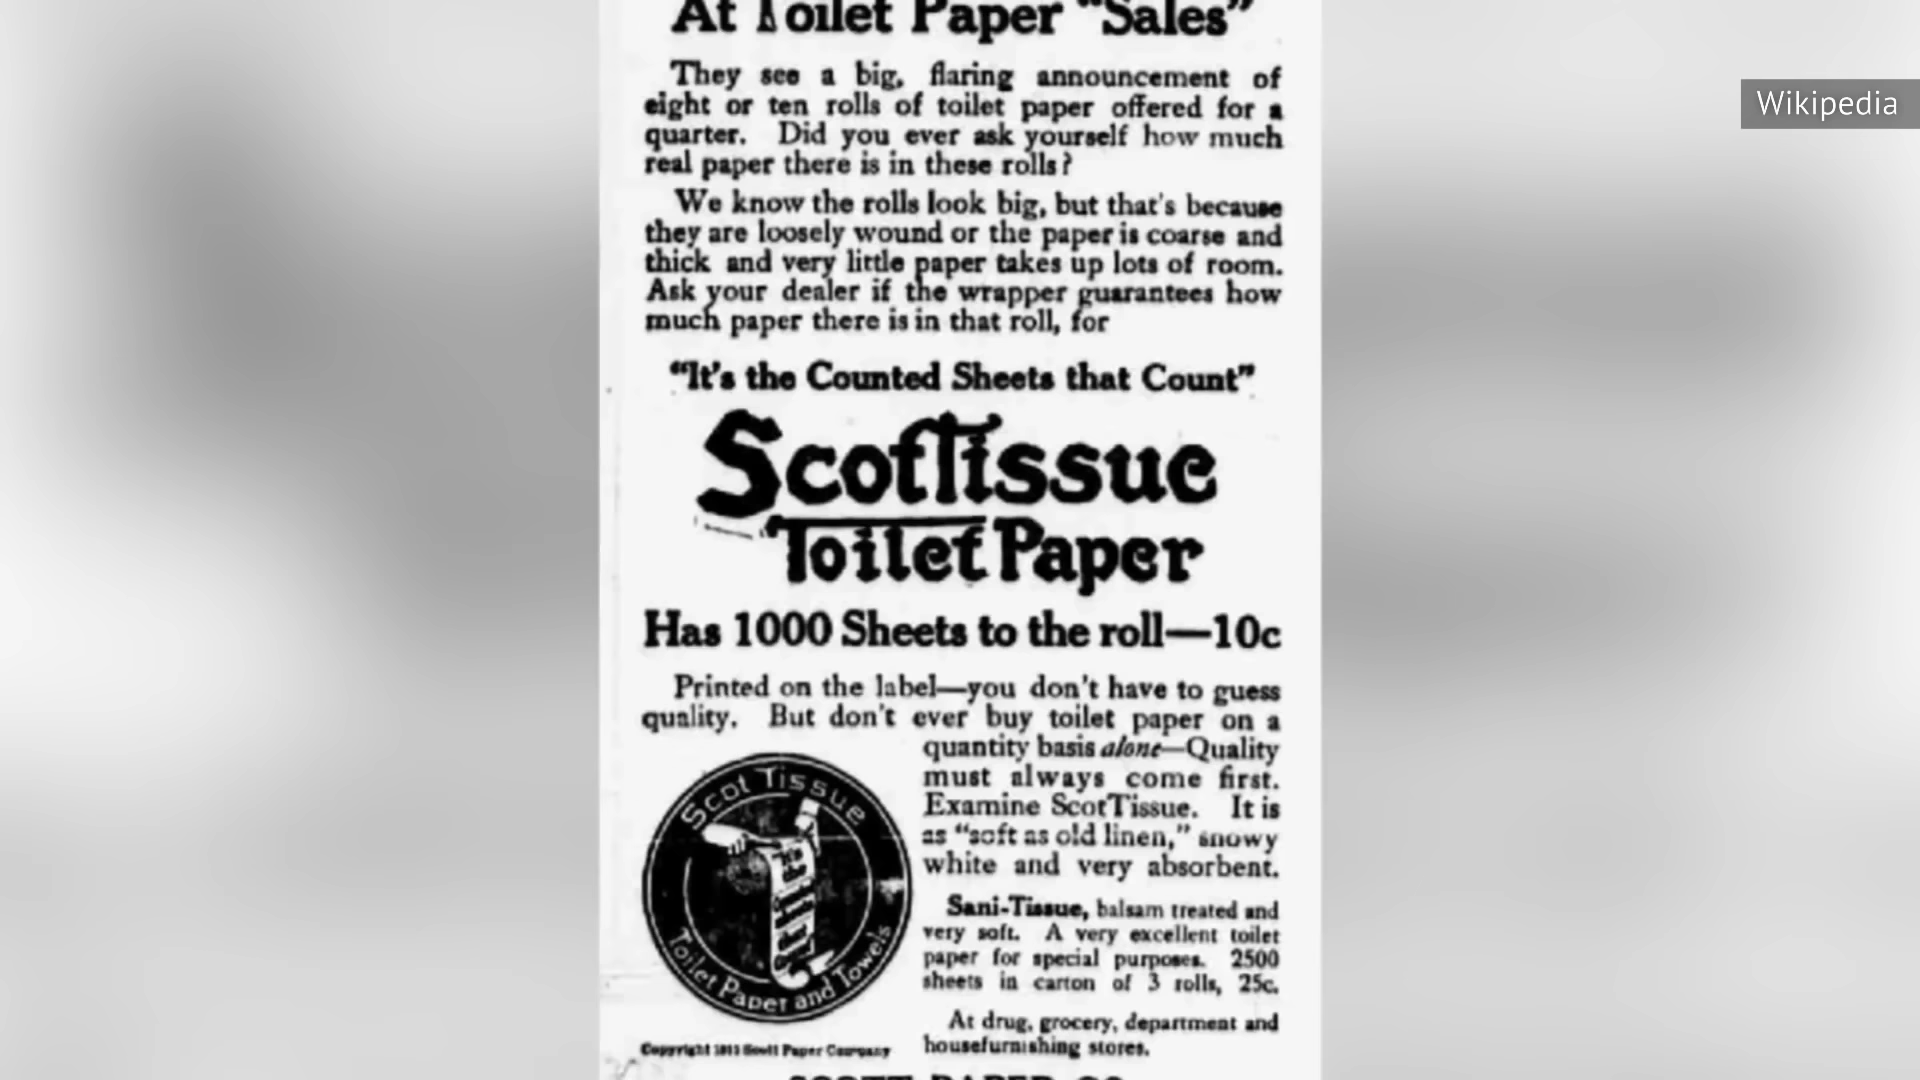 At Toilet Paper “Sales”
Wikipedia
They see a big, flaring announcement of
eight or ten rolls of toilet paper offered for a
quarter. Did you ever ask yourself how much
real paper there is in these rolls?
We know the rolls look big, but that's because
they are loosely wound or the paper is coarse and
thick and very little paper takes up lots of room.
Ask your dealer if the wrapper guarantees how
much paper there is in that roll, for
“It's the Counted Sheets that Count”
ScotTissue
Toilet Paper
Has 1000 Sheets to the roll—10c
Printed on the label—you don't have to guess
quality. But don't ever buy toilet paper on a
quantity basis alone—Quality
must always come first.
Examine ScotTissue. It is
as “soft as old linen,” snowy
white and very absorbent.
Sani-Tissue, balsam treated and
very soft. A very excellent toilet
paper for special purposes. 2500
sheets in carton of 3 rolls, 25c.
At drug, grocery, department and
housefurnishing stores.
Scot Tissue
It's
the
Toilet Paper and Towels
Copyright Scott Paper Company
SCOTT PAPER CO